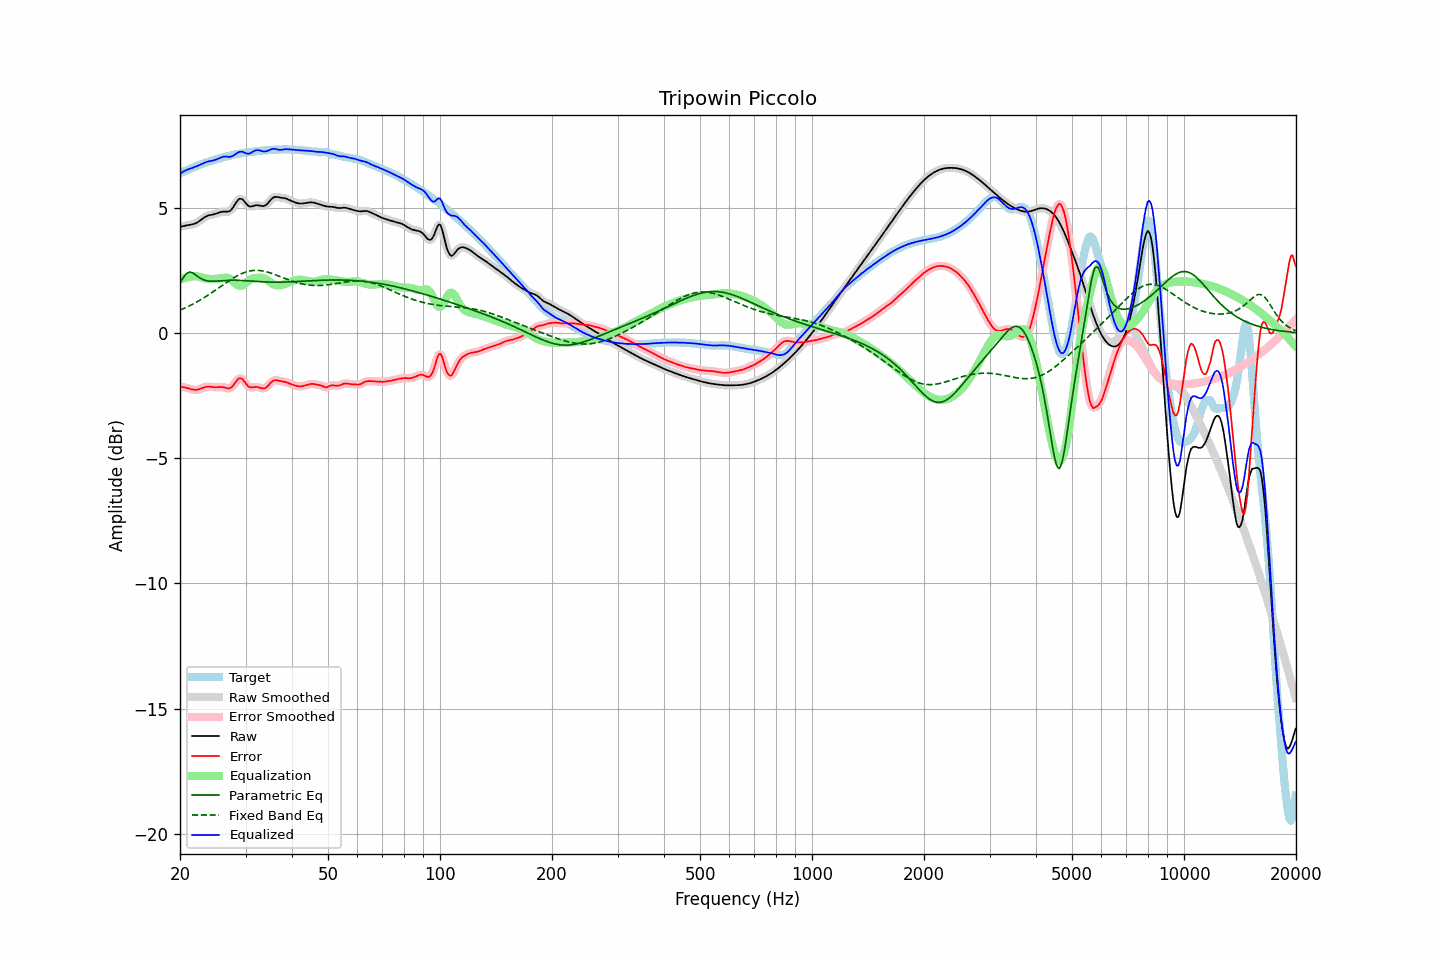 Tripowin Piccolo
Amplitude (dBr)
5
0
−5
−10
−15
−20
Target
Raw Smoothed
Error Smoothed
Raw
Error
Equalization
Parametric Eq
Fixed Band Eq
Equalized
20 50 100 200 500 1000 2000 5000 10000 20000
Frequency (Hz)